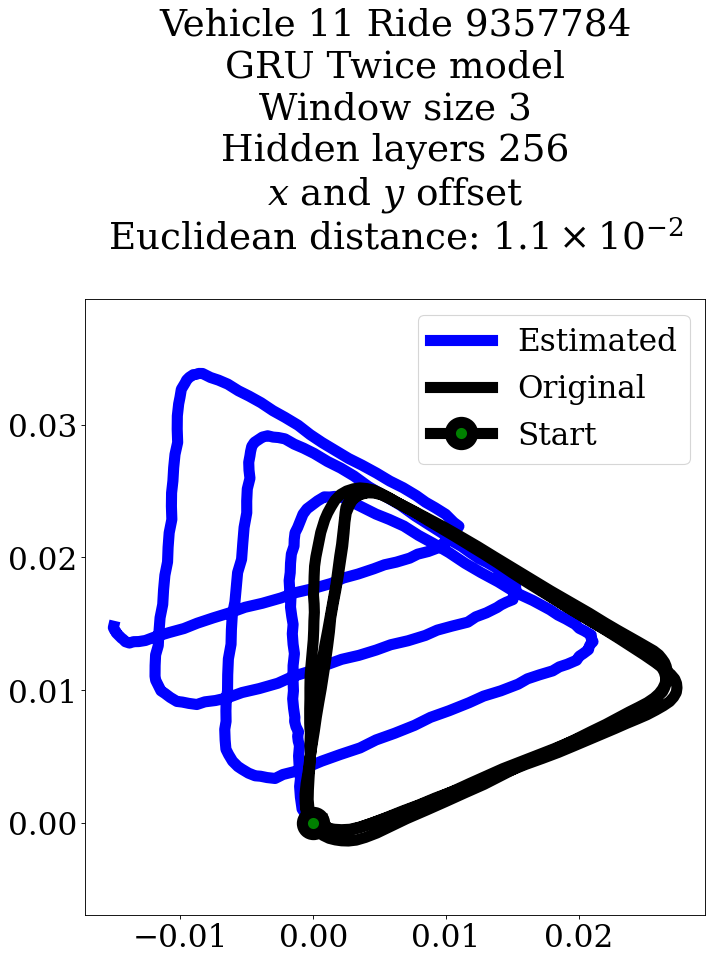 Vehicle 11 Ride 9357784
GRU Twice model
Window size 3
Hidden layers 256
x and y offset
Euclidean distance: 1.1 × 10⁻²
Estimated
Original
Start
0.03
0.02
0.01
0.00
−0.01 0.00 0.01 0.02